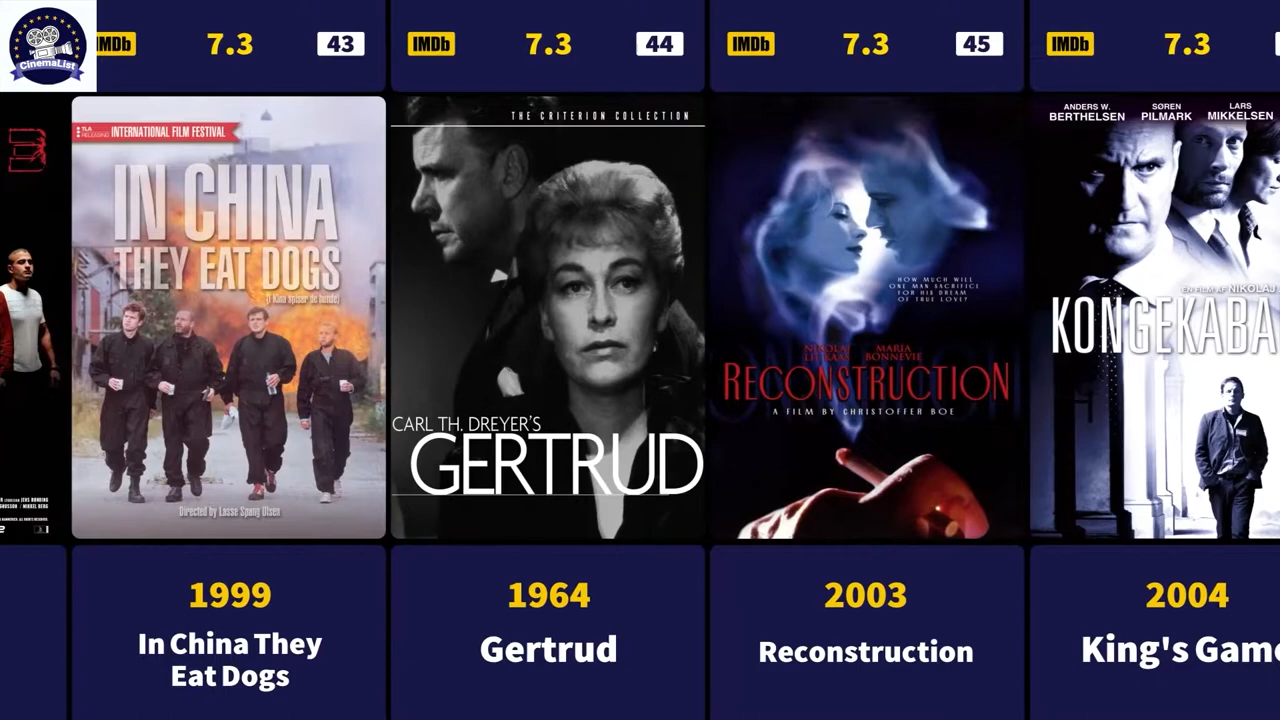 CinemaList
IMDb 7.3 43
IMDb 7.3 44
IMDb 7.3 45
IMDb 7.3
TLA RELEASING INTERNATIONAL FILM FESTIVAL
IN CHINA
THEY EAT DOGS
(I Kina spiser de hunde)
Directed by Lasse Spang Olsen
THE CRITERION COLLECTION
CARL TH. DREYER'S
GERTRUD
HOW MUCH WILL
ONE MAN SACRIFICE
FOR HIS DREAM
OF TRUE LOVE?
NIKOLAJ LIE KAAS
MARIA BONNEVIE
RECONSTRUCTION
A FILM BY CHRISTOFFER BOE
ANDERS W. BERTHELSEN
SØREN PILMARK
LARS MIKKELSEN
EN FILM AF NIKOLAJ
KONGEKABA
1999
In China They
Eat Dogs
1964
Gertrud
2003
Reconstruction
2004
King's Game